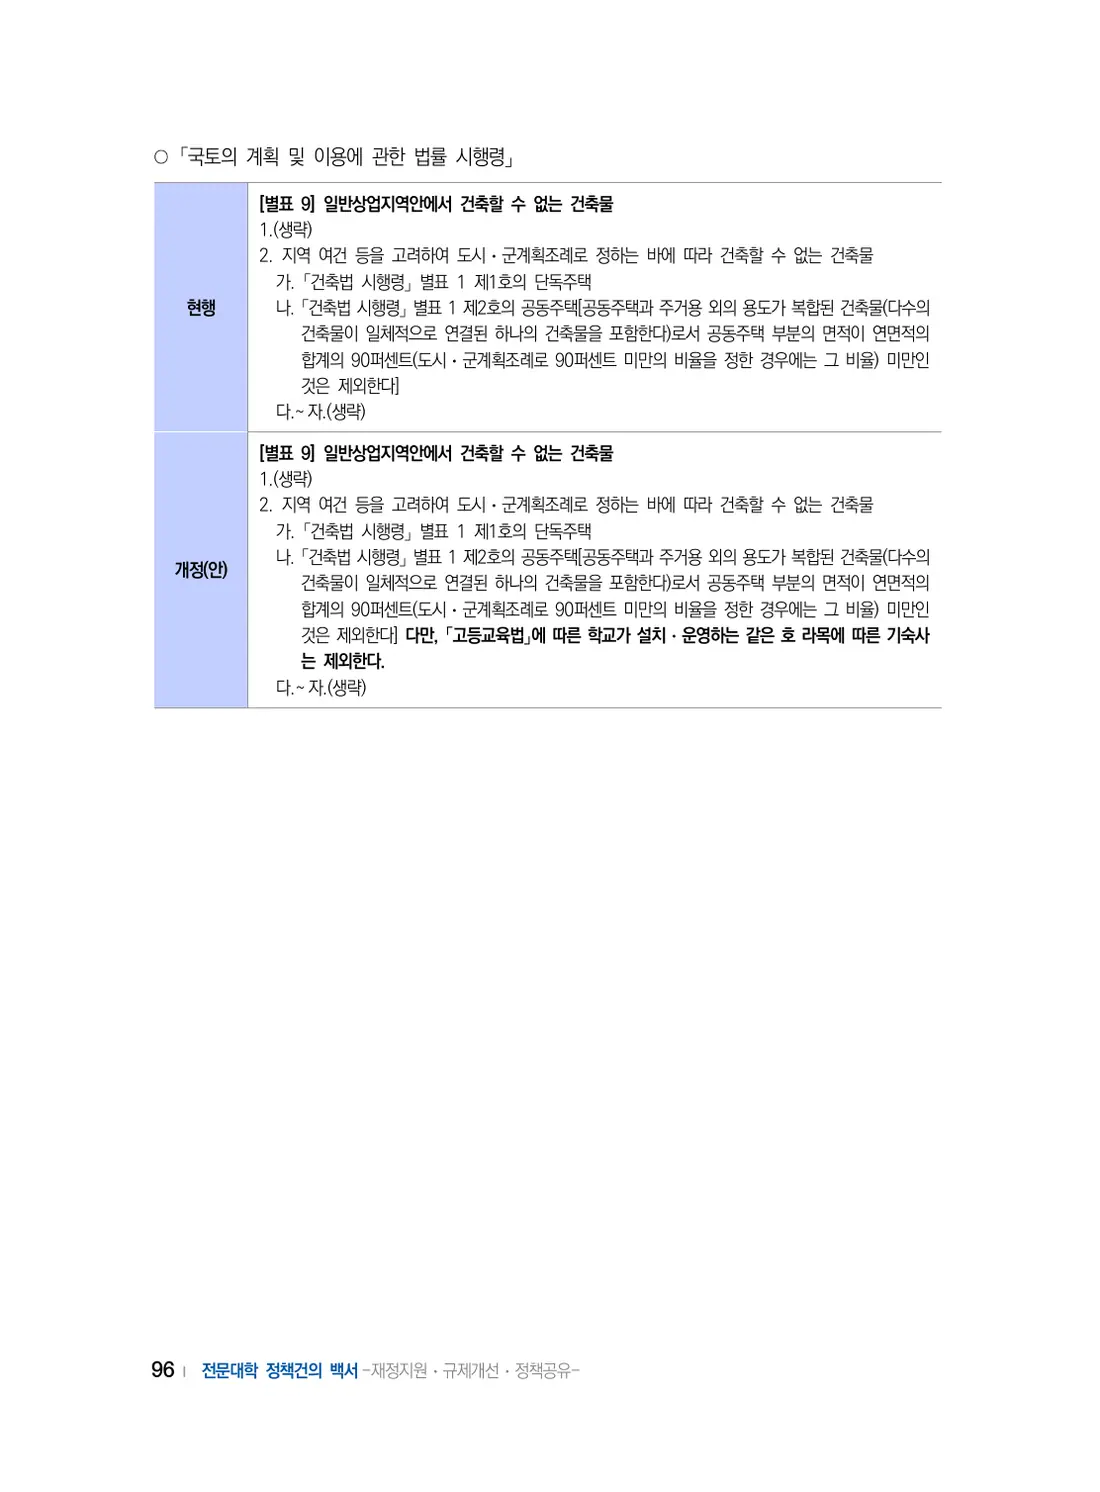 ○ 「국토의 계획 및 이용에 관한 법률 시행령」
현행
[별표 9] 일반상업지역안에서 건축할 수 없는 건축물
1.(생략)
2. 지역 여건 등을 고려하여 도시・군계획조례로 정하는 바에 따라 건축할 수 없는 건축물
가. 「건축법 시행령」 별표 1 제1호의 단독주택
나. 「건축법 시행령」 별표 1 제2호의 공동주택[공동주택과 주거용 외의 용도가 복합된 건축물(다수의
건축물이 일체적으로 연결된 하나의 건축물을 포함한다)로서 공동주택 부분의 면적이 연면적의
합계의 90퍼센트(도시・군계획조례로 90퍼센트 미만의 비율을 정한 경우에는 그 비율) 미만인
것은 제외한다]
다.~ 자.(생략)
개정(안)
[별표 9] 일반상업지역안에서 건축할 수 없는 건축물
1.(생략)
2. 지역 여건 등을 고려하여 도시・군계획조례로 정하는 바에 따라 건축할 수 없는 건축물
가. 「건축법 시행령」 별표 1 제1호의 단독주택
나. 「건축법 시행령」 별표 1 제2호의 공동주택[공동주택과 주거용 외의 용도가 복합된 건축물(다수의
건축물이 일체적으로 연결된 하나의 건축물을 포함한다)로서 공동주택 부분의 면적이 연면적의
합계의 90퍼센트(도시・군계획조례로 90퍼센트 미만의 비율을 정한 경우에는 그 비율) 미만인
것은 제외한다] 다만, 「고등교육법」에 따른 학교가 설치・운영하는 같은 호 라목에 따른 기숙사
는 제외한다.
다.~ 자.(생략)
96 | 전문대학 정책건의 백서 -재정지원・규제개선・정책공유-